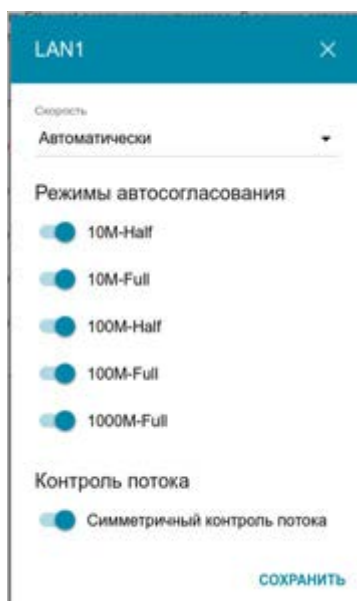 LAN1
Скорость
Автоматически
Режимы автосогласования
10M-Half
10M-Full
100M-Half
100M-Full
1000M-Full
Контроль потока
Симметричный контроль потока
СОХРАНИТЬ